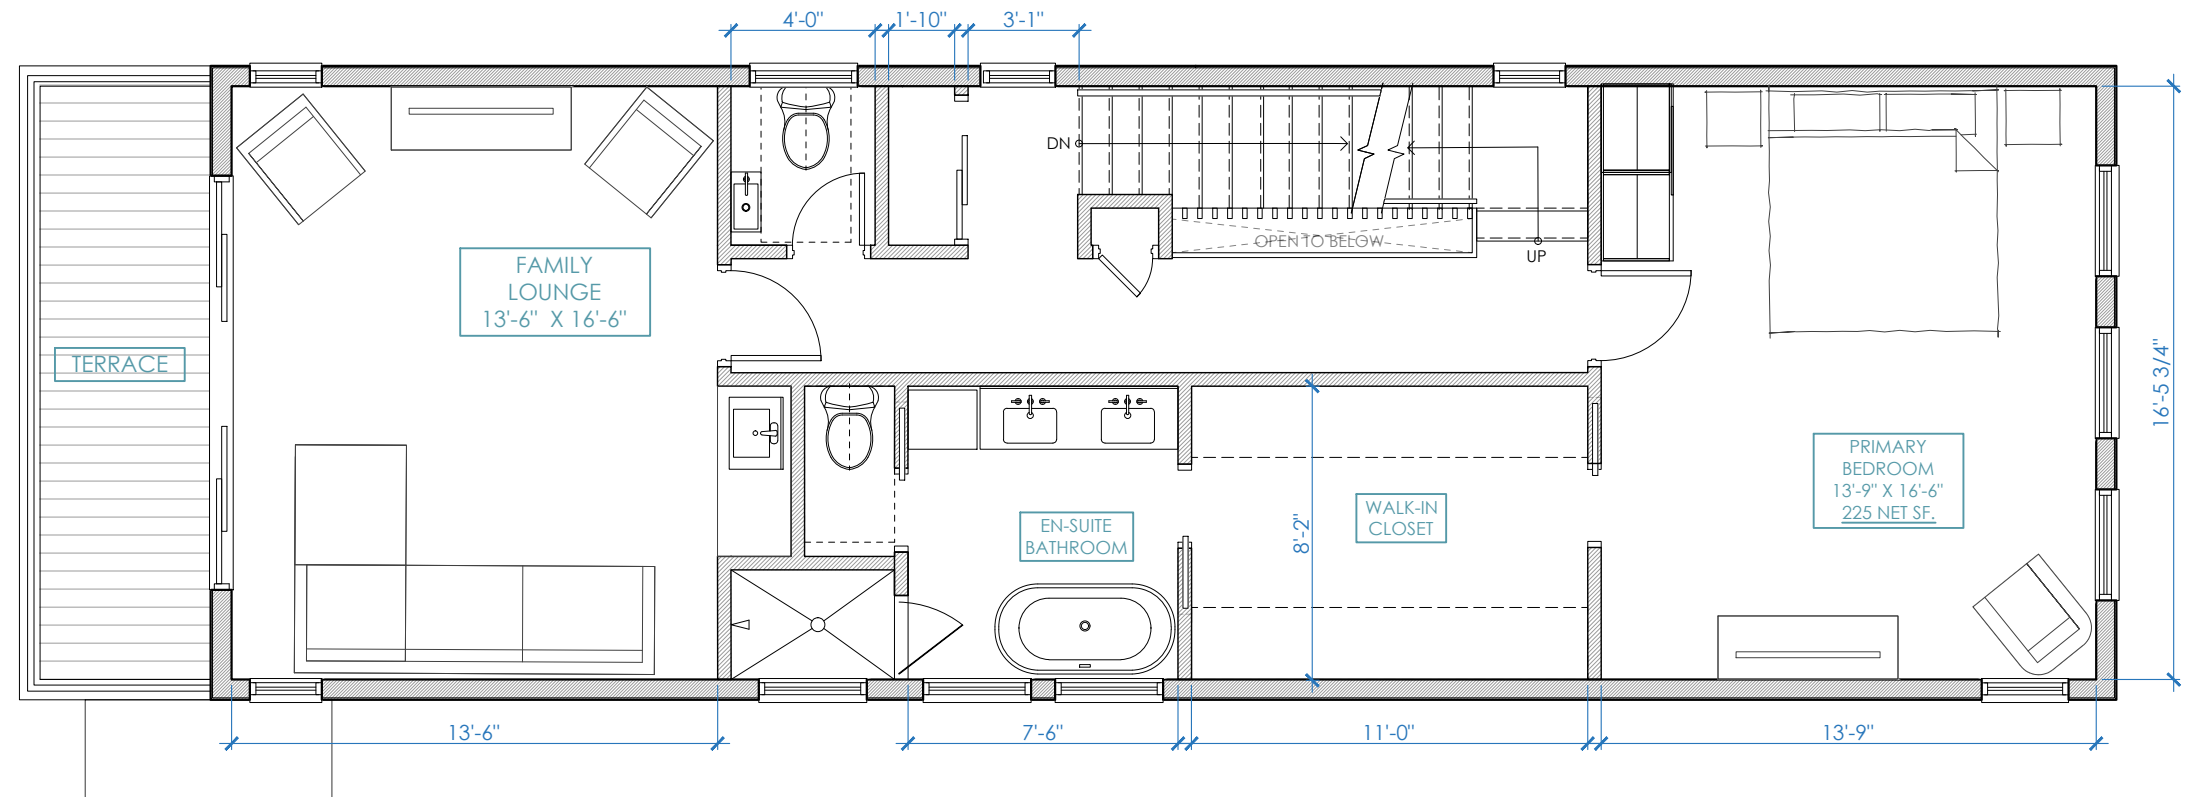 4'-0"
1'-10"
3'-1"
DN
OPEN TO BELOW
UP
FAMILY
LOUNGE
13'-6" X 16'-6"
TERRACE
16'-5 3/4"
PRIMARY
BEDROOM
13'-9" X 16'-6"
225 NET SF.
WALK-IN
CLOSET
8'-2"
EN-SUITE
BATHROOM
13'-6"
7'-6"
11'-0"
13'-9"